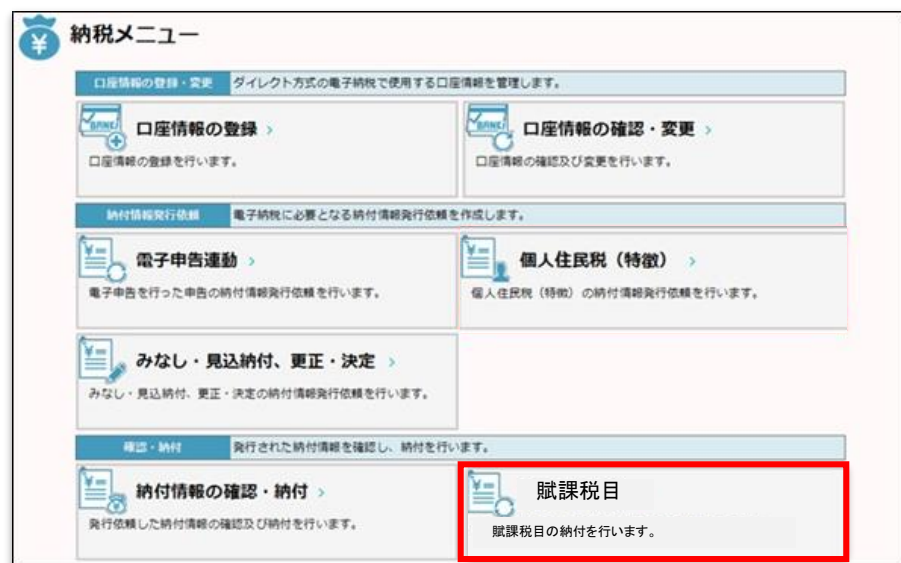 納税メニュー
口座情報の登録・変更 ダイレクト方式の電子納税で使用する口座情報を管理します。
口座情報の登録 >
口座情報の登録を行います。
口座情報の確認・変更 >
口座情報の確認及び変更を行います。
納付情報発行依頼 電子納税に必要となる納付情報発行依頼を作成します。
電子申告連動 >
電子申告を行った申告の納付情報発行依頼を行います。
個人住民税（特徴） >
個人住民税（特徴）の納付情報発行依頼を行います。
みなし・見込納付、更正・決定 >
みなし・見込納付、更正・決定の納付情報発行依頼を行います。
確認・納付 発行された納付情報を確認し、納付を行います。
納付情報の確認・納付 >
発行依頼した納付情報の確認及び納付を行います。
賦課税目
賦課税目の納付を行います。